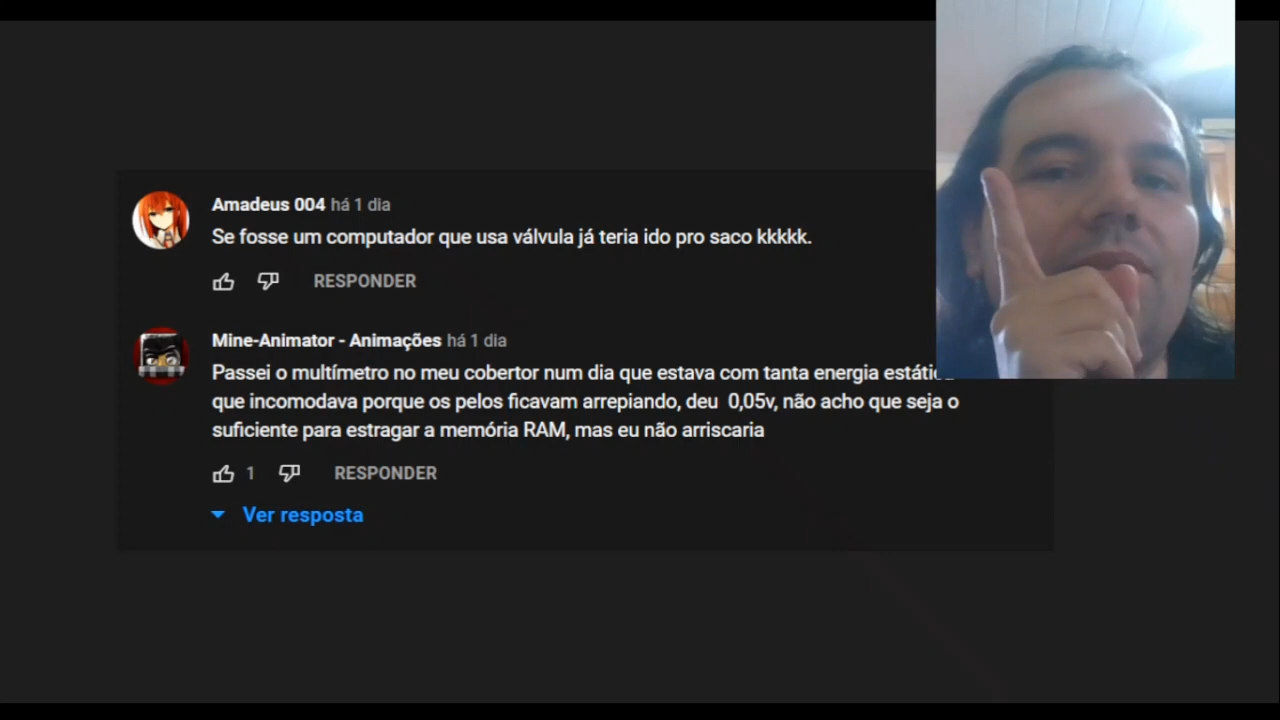 Amadeus 004 há 1 dia
Se fosse um computador que usa válvula já teria ido pro saco kkkkk.
RESPONDER
Mine-Animator - Animações há 1 dia
Passei o multímetro no meu cobertor num dia que estava com tanta energia
que incomodava porque os pelos ficavam arrepiando, deu 0,05v, não acho que seja o
suficiente para estragar a memória RAM, mas eu não arriscaria
1 RESPONDER
Ver resposta